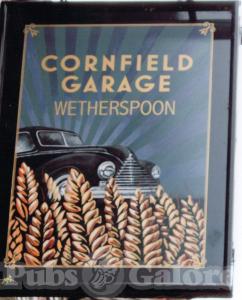 CORNFIELD
GARAGE
WETHERSPOON
Pubs Galore